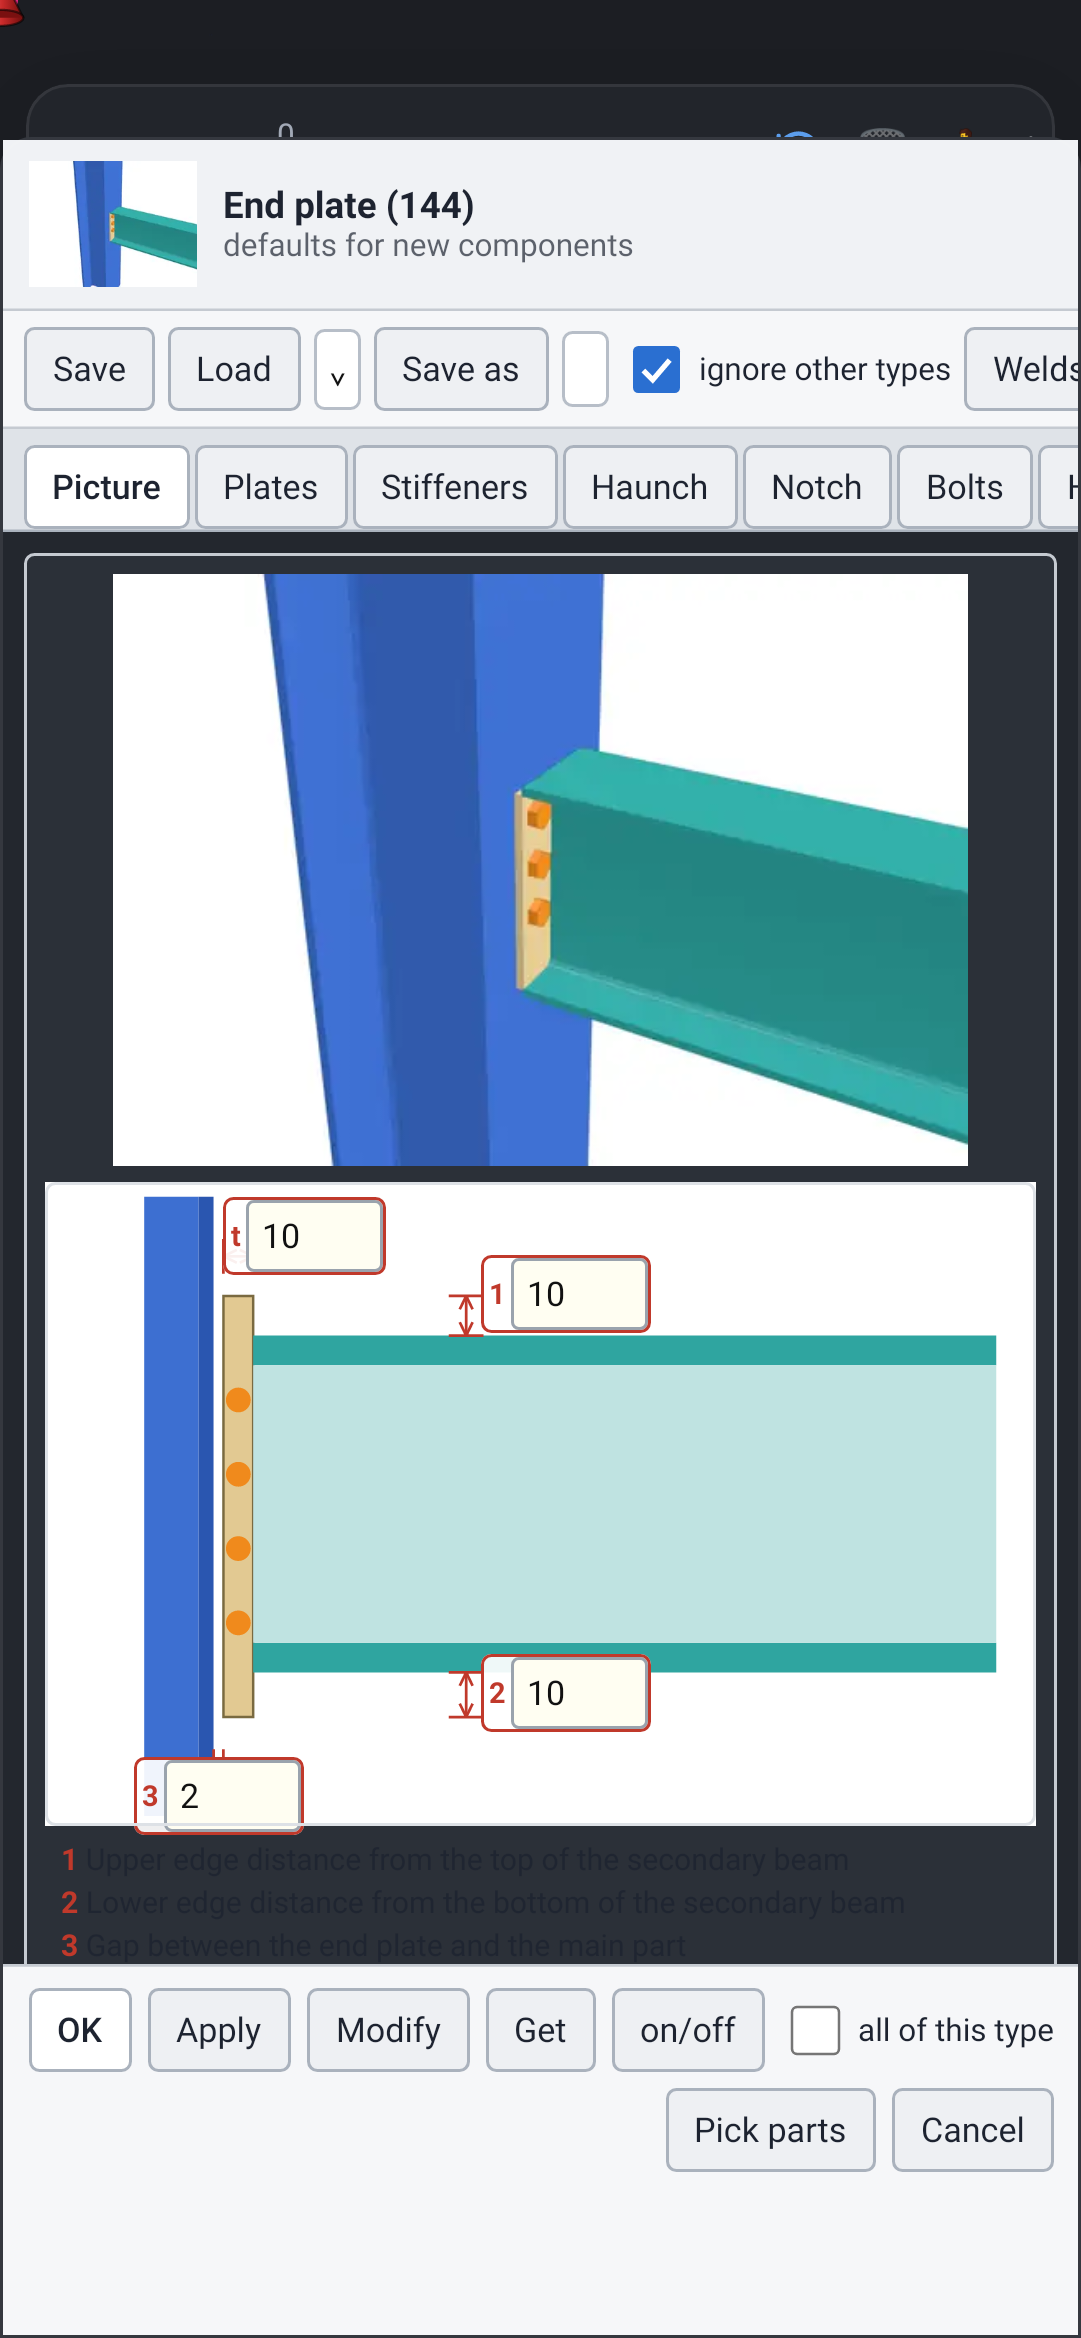 End plate (144)
defaults for new components
Save Load v Save as ignore other types Welds
Picture Plates Stiffeners Haunch Notch Bolts
t 10
1 10
2 10
3 2
1 Upper edge distance from the top of the secondary beam
2 Lower edge distance from the bottom of the secondary beam
3 Gap between the end plate and the main part
OK Apply Modify Get on/off all of this type
Pick parts Cancel